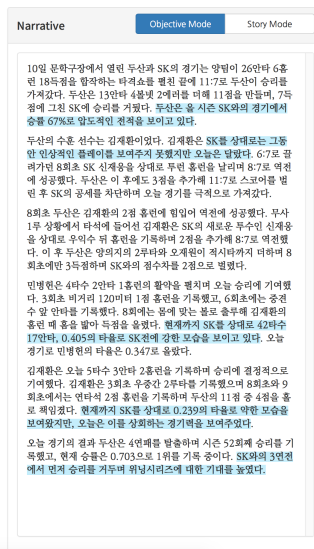 Narrative
Objective Mode
Story Mode
10일 문학구장에서 열린 두산과 SK의 경기는 양팀이 26안타 6홈
런 18득점을 합작하는 타격쇼를 펼친 끝에 11:7로 두산이 승리를
가져갔다. 두산은 13안타 4볼넷 2에러를 더해 11점을 만들며, 7득
점에 그친 SK에 승리를 거뒀다. 두산은 올 시즌 SK와의 경기에서
승률 67%로 압도적인 전적을 보이고 있다.
두산의 수훈 선수는 김재환이었다. 김재환은 SK를 상대로는 그동
안 인상적인 플레이를 보여주지 못했지만 오늘은 달랐다. 6:7로 끌
려가던 8회초 SK 신재웅을 상대로 투런 홈런을 날리며 8:7로 역전
에 성공했다. 두산은 이 후에도 3점을 추가해 11:7로 스코어를 벌
린 후 SK의 공세를 차단하며 오늘 경기를 극적으로 가져갔다.
8회초 두산은 김재환의 2점 홈런에 힘입어 역전에 성공했다. 무사
1루 상황에서 타석에 들어선 김재환은 SK의 새로운 투수인 신재웅
을 상대로 우익수 뒤 홈런을 기록하며 2점을 추가해 8:7로 역전했
다. 이 후 두산은 양의지의 2루타와 오재원이 적시타까지 더하며 8
회초에만 3득점하며 SK와의 점수차를 2점으로 벌렸다.
민병헌은 4타수 2안타 1홈런의 활약을 펼치며 오늘 승리에 기여했
다. 3회초 비거리 120미터 1점 홈런을 기록했고, 6회초에는 중견
수 앞 안타를 기록했다. 8회에는 몸에 맞는 볼로 출루해 김재환의
홈런 때 홈을 밟아 득점을 올렸다. 현재까지 SK를 상대로 42타수
17안타, 0.405의 타율로 SK전에 강한 모습을 보이고 있다. 오늘
경기로 민병헌의 타율은 0.347로 올랐다.
김재환은 오늘 5타수 3안타 2홈런을 기록하며 승리에 결정적으로
기여했다. 김재환은 3회초 우중간 2루타를 기록했으며 8회초와 9
회초에서는 연타석 2점 홈런을 기록하며 두산의 11점 중 4점을 홀
로 책임졌다. 현재까지 SK를 상대로 0.239의 타율로 약한 모습을
보여왔지만, 오늘은 이를 상회하는 경기력을 보여주었다.
오늘 경기의 결과 두산은 4연패를 탈출하며 시즌 52회째 승리를 기
록했고, 현재 승률은 0.703으로 1위를 기록 중이다. SK와의 3연전
에서 먼저 승리를 거두며 위닝시리즈에 대한 기대를 높였다.